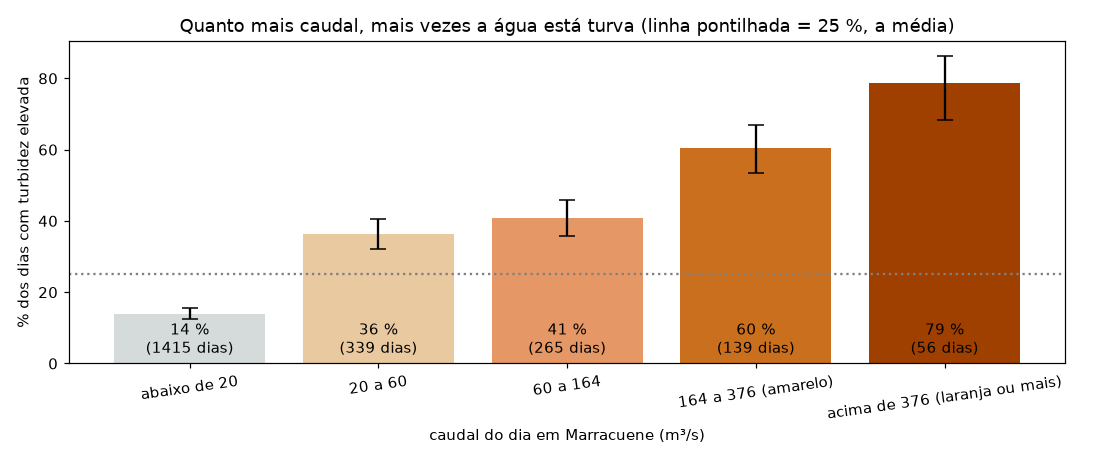 Quanto mais caudal, mais vezes a água está turva (linha pontilhada = 25 %, a média)
% dos dias com turbidez elevada
80
60
40
20
0
14 %
(1415 dias)
36 %
(339 dias)
41 %
(265 dias)
60 %
(139 dias)
79 %
(56 dias)
abaixo de 20
20 a 60
60 a 164
164 a 376 (amarelo)
acima de 376 (laranja ou mais)
caudal do dia em Marracuene (m³/s)